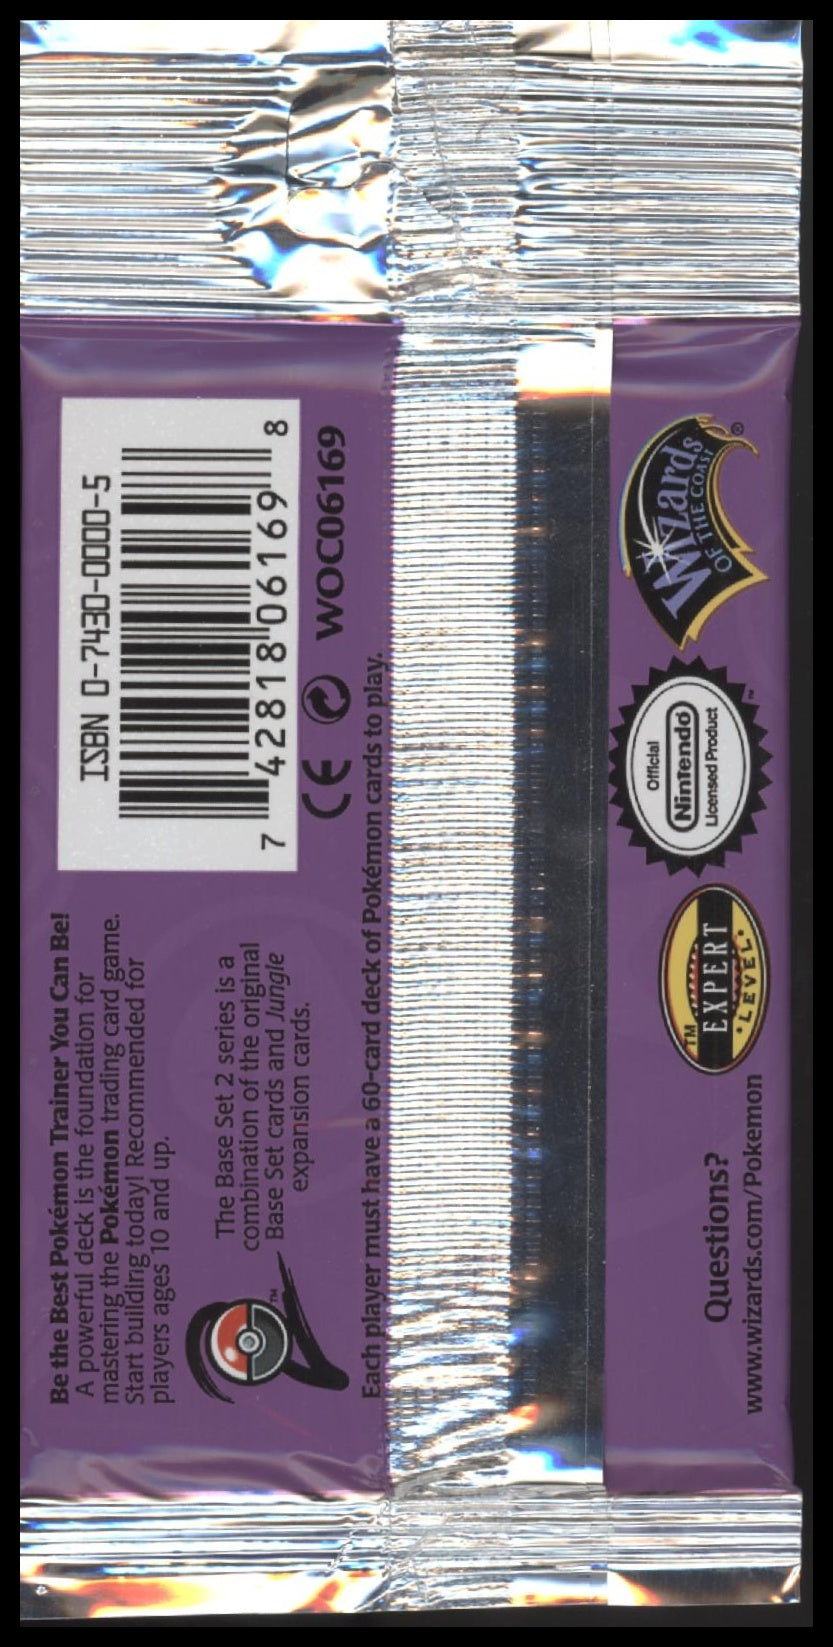 Be the Best Pokémon Trainer You Can Be!
A powerful deck is the foundation for
mastering the Pokémon trading card game.
Start building today! Recommended for
players ages 10 and up.
The Base Set 2 series is a
combination of the original
Base Set cards and Jungle
expansion cards.
™
Each player must have a 60-card deck of Pokémon cards to play.
ISBN 0-7430-0000-5
7 42818 06169 8
CE WOC06169
Questions?
www.wizards.com/Pokemon
TM
EXPERT
LEVEL
Official
Nintendo
Licensed Product
™
Wizards
OF THE COAST
®